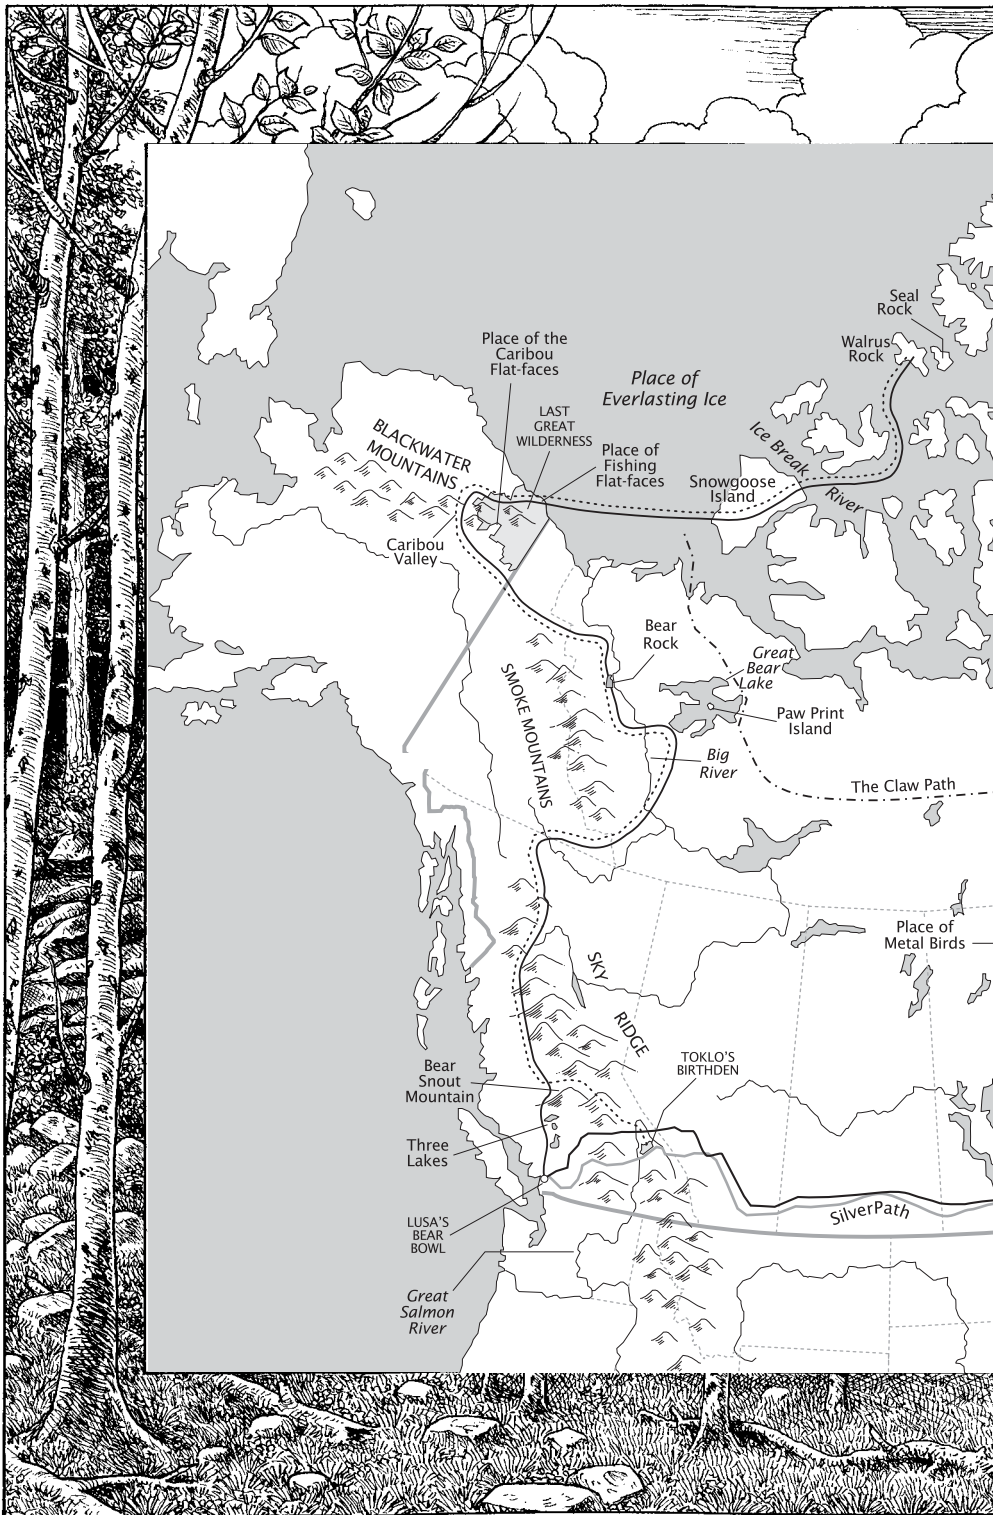 Seal
Rock
Walrus
Rock
Place of the
Caribou
Flat-faces
Place of
Everlasting Ice
LAST
GREAT
WILDERNESS
BLACKWATER
MOUNTAINS
Place of
Fishing
Flat-faces
Ice Break
River
Snowgoose
Island
Caribou
Valley
Bear
Rock
Great
Bear
Lake
SMOKE MOUNTAINS
Paw Print
Island
Big
River
The Claw Path
Place of
Metal Birds
SKY
RIDGE
Bear
Snout
Mountain
TOKLO'S
BIRTHDEN
Three
Lakes
LUSA'S
BEAR
BOWL
SilverPath
Great
Salmon
River